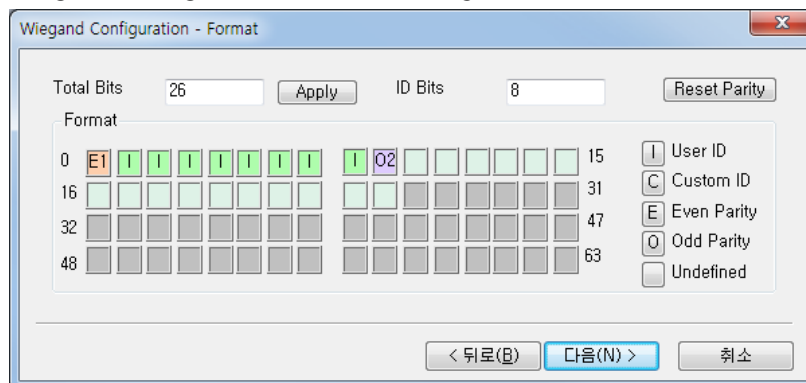 Wiegand Configuration - Format
Total Bits 26 Apply ID Bits 8 Reset Parity
Format
0 E1 I I I I I I I I O2 15
16 31
32 47
48 63
I User ID
C Custom ID
E Even Parity
O Odd Parity
Undefined
< 뒤로(B) 다음(N) > 취소